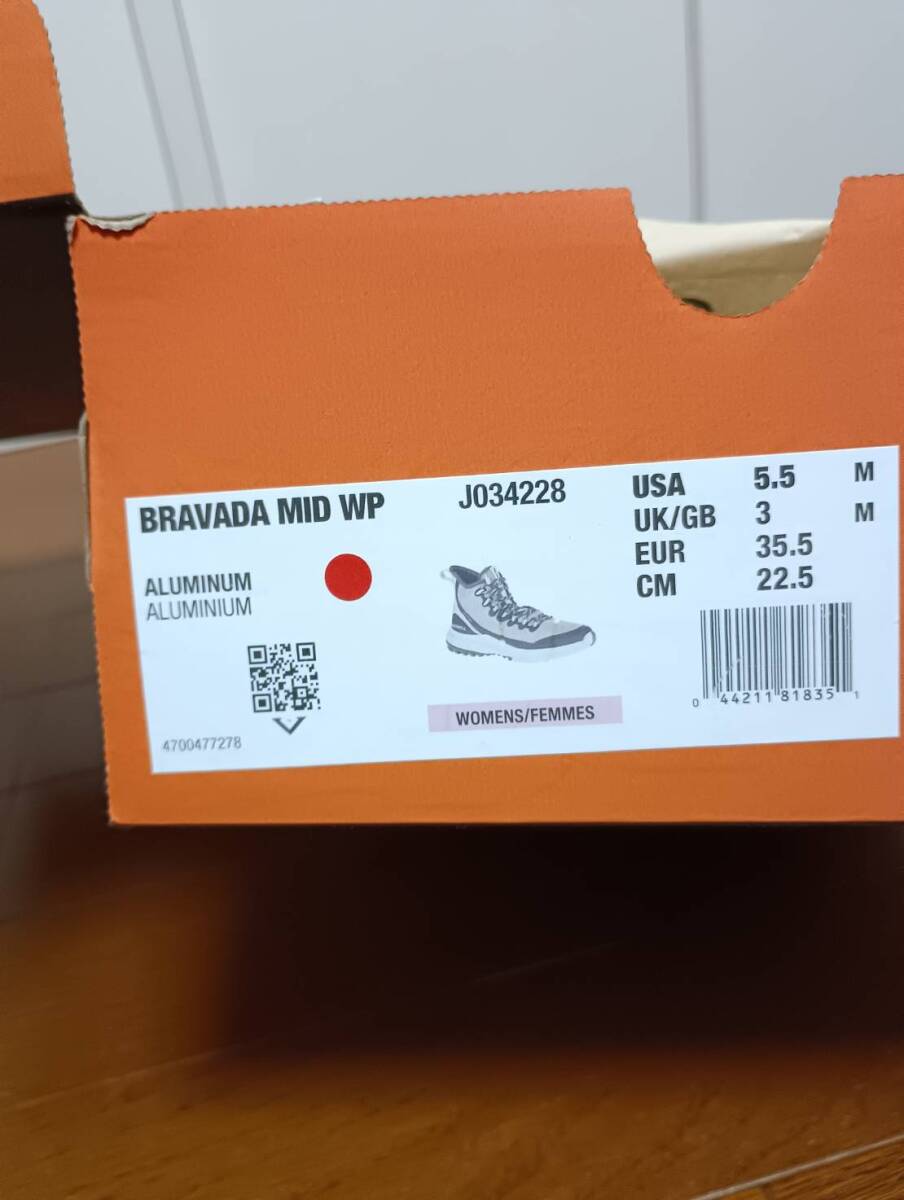 BRAVADA MID WP
J034228
ALUMINUM
ALUMINIUM
4700477278
WOMENS/FEMMES
USA 5.5 M
UK/GB 3 M
EUR 35.5
CM 22.5
0 44211 81835 1